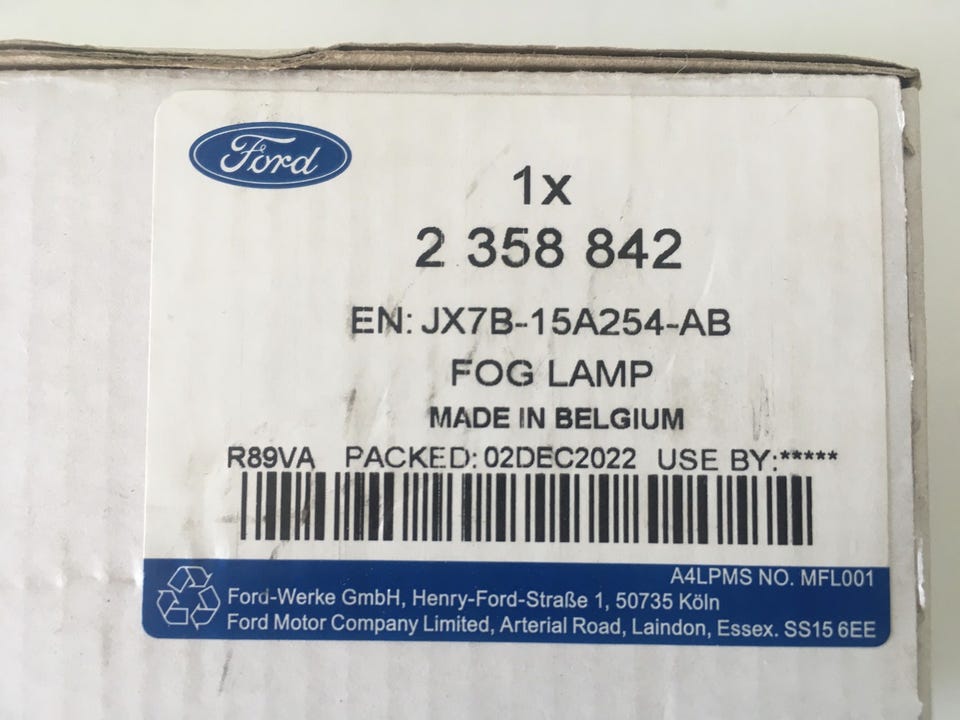 Ford
1x
2 358 842
EN: JX7B-15A254-AB
FOG LAMP
MADE IN BELGIUM
R89VA PACKED: 02DEC2022 USE BY:*****
A4LPMS NO. MFL001
Ford-Werke GmbH, Henry-Ford-Straße 1, 50735 Köln
Ford Motor Company Limited, Arterial Road, Laindon, Essex. SS15 6EE